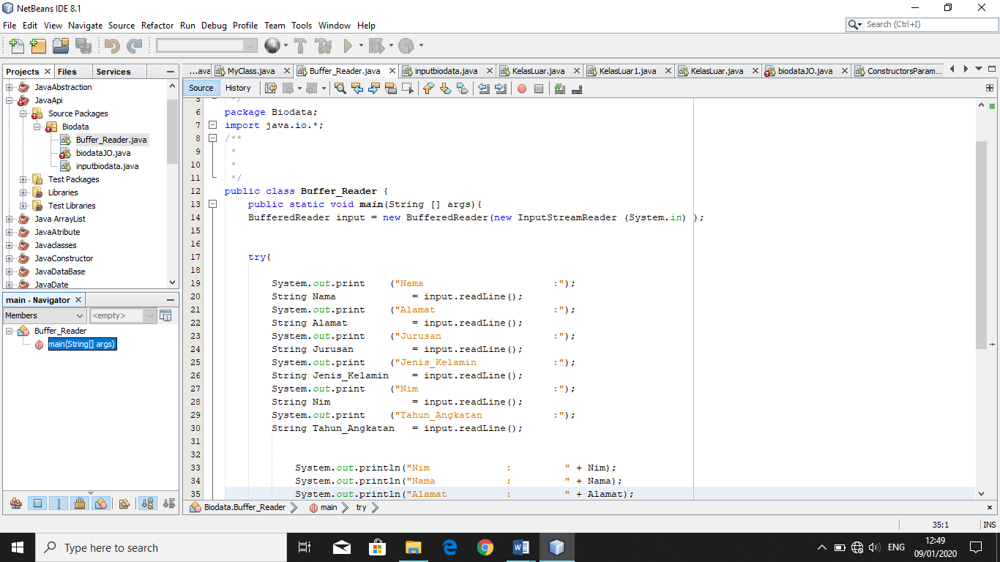 NetBeans IDE 8.1
File Edit View Navigate Source Refactor Run Debug Profile Team Tools Window Help
Search (Ctrl+I)
Projects Files Services
...ava MyClass.java Buffer_Reader.java inputbiodata.java KelasLuar.java KelasLuar1.java KelasLuar.java biodataJO.java ConstructorsParam...
Source History
JavaAbstraction
JavaApi
Source Packages
Biodata
Buffer_Reader.java
biodataJO.java
inputbiodata.java
Test Packages
Libraries
Test Libraries
Java ArrayList
JavaAtribute
Javaclasses
JavaConstructor
JavaDataBase
JavaDate
main - Navigator
Members <empty>
Buffer_Reader
main(String[] args)
5 */
6 package Biodata;
7 import java.io.*;
8 /**
9 *
10 *
11 */
12 public class Buffer_Reader {
13 public static void main(String [] args){
14 BufferedReader input = new BufferedReader(new InputStreamReader (System.in) );
15
16
17 try{
18
19 System.out.print ("Nama :");
20 String Nama = input.readLine();
21 System.out.print ("Alamat :");
22 String Alamat = input.readLine();
23 System.out.print ("Jurusan :");
24 String Jurusan = input.readLine();
25 System.out.print ("Jenis_Kelamin :");
26 String Jenis_Kelamin = input.readLine();
27 System.out.print ("Nim :");
28 String Nim = input.readLine();
29 System.out.print ("Tahun_Angkatan :");
30 String Tahun_Angkatan = input.readLine();
31
32
33 System.out.println("Nim : " + Nim);
34 System.out.println("Nama : " + Nama);
35 System.out.println("Alamat : " + Alamat);
Biodata.Buffer_Reader main try
35:1 INS
Type here to search
ENG
12:49
09/01/2020